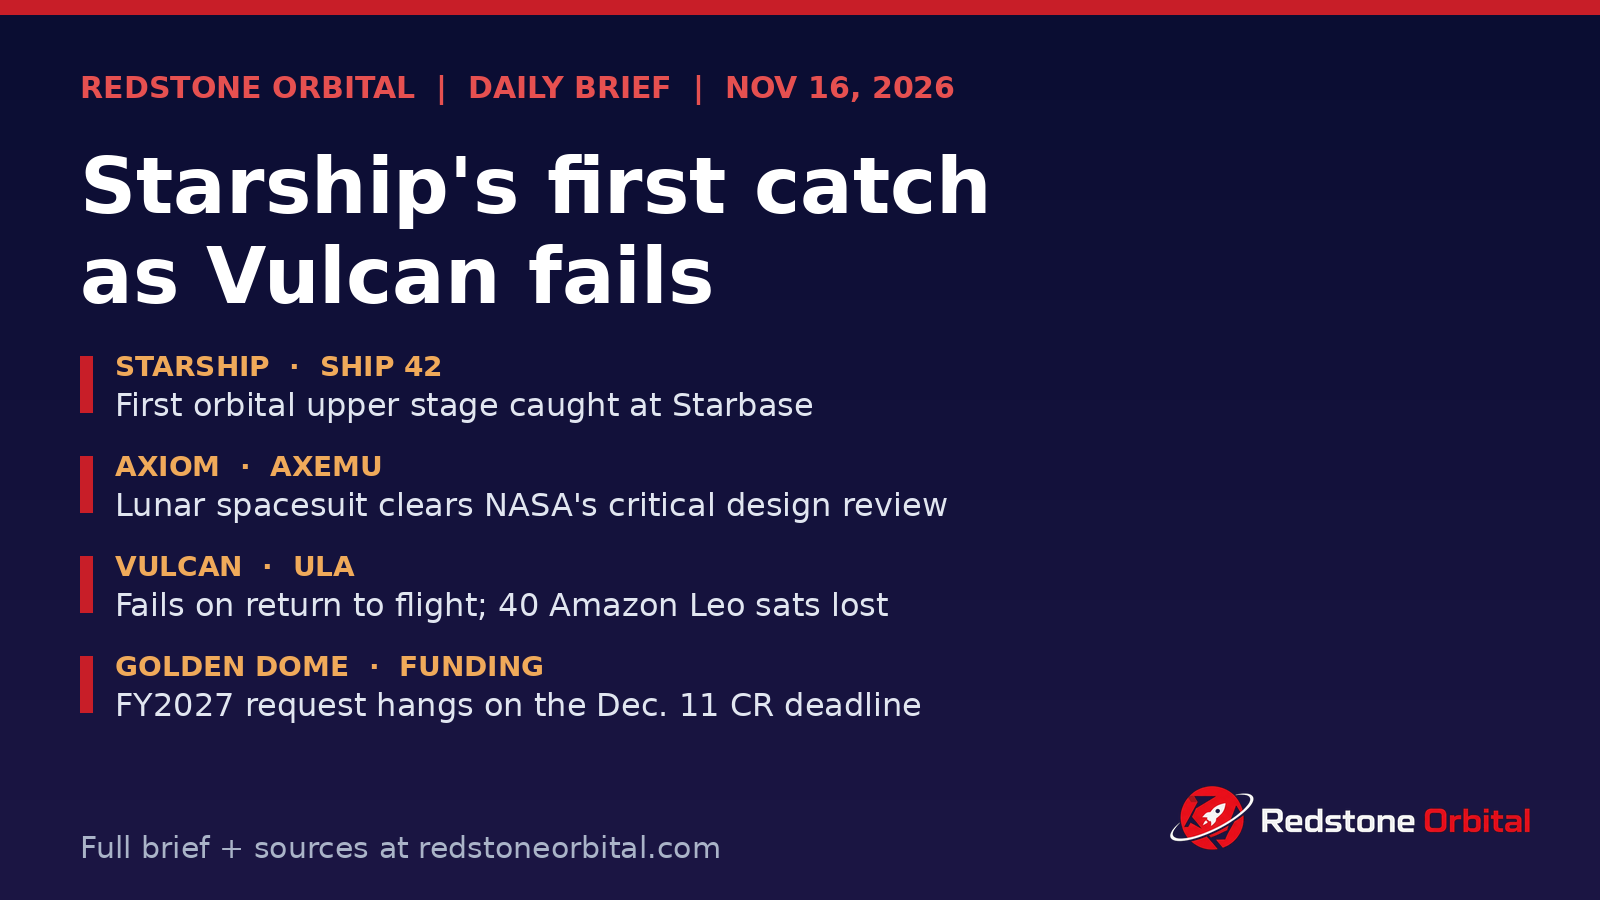 REDSTONE ORBITAL | DAILY BRIEF | NOV 16, 2026
Starship's first catch
as Vulcan fails
STARSHIP · SHIP 42
First orbital upper stage caught at Starbase
AXIOM · AXEMU
Lunar spacesuit clears NASA's critical design review
VULCAN · ULA
Fails on return to flight; 40 Amazon Leo sats lost
GOLDEN DOME · FUNDING
FY2027 request hangs on the Dec. 11 CR deadline
Full brief + sources at redstoneorbital.com
Redstone Orbital